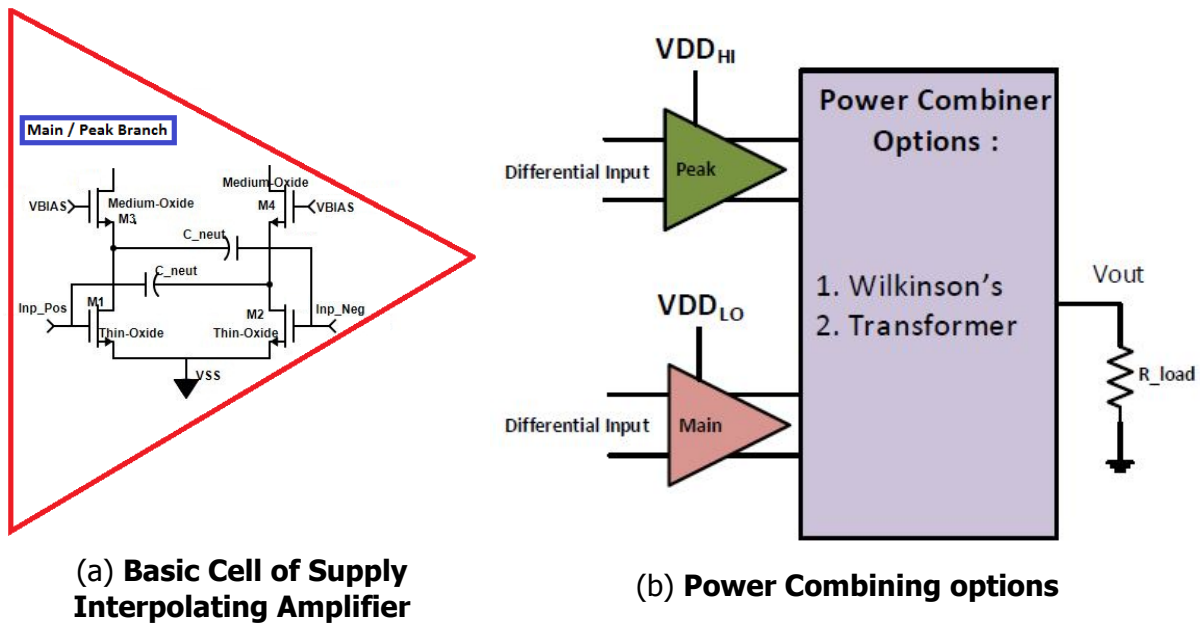 Main / Peak Branch
Medium-Oxide
VBIAS
Medium-Oxide
M3
M4
VBIAS
C_neut
C_neut
Inp_Pos
M1
M2
Inp_Neg
Thin-Oxide
Thin-Oxide
VSS
(a) Basic Cell of Supply
Interpolating Amplifier
VDD_HI
Differential Input
Peak
VDD_LO
Differential Input
Main
Power Combiner
Options :
1. Wilkinson's
2. Transformer
Vout
R_load
(b) Power Combining options